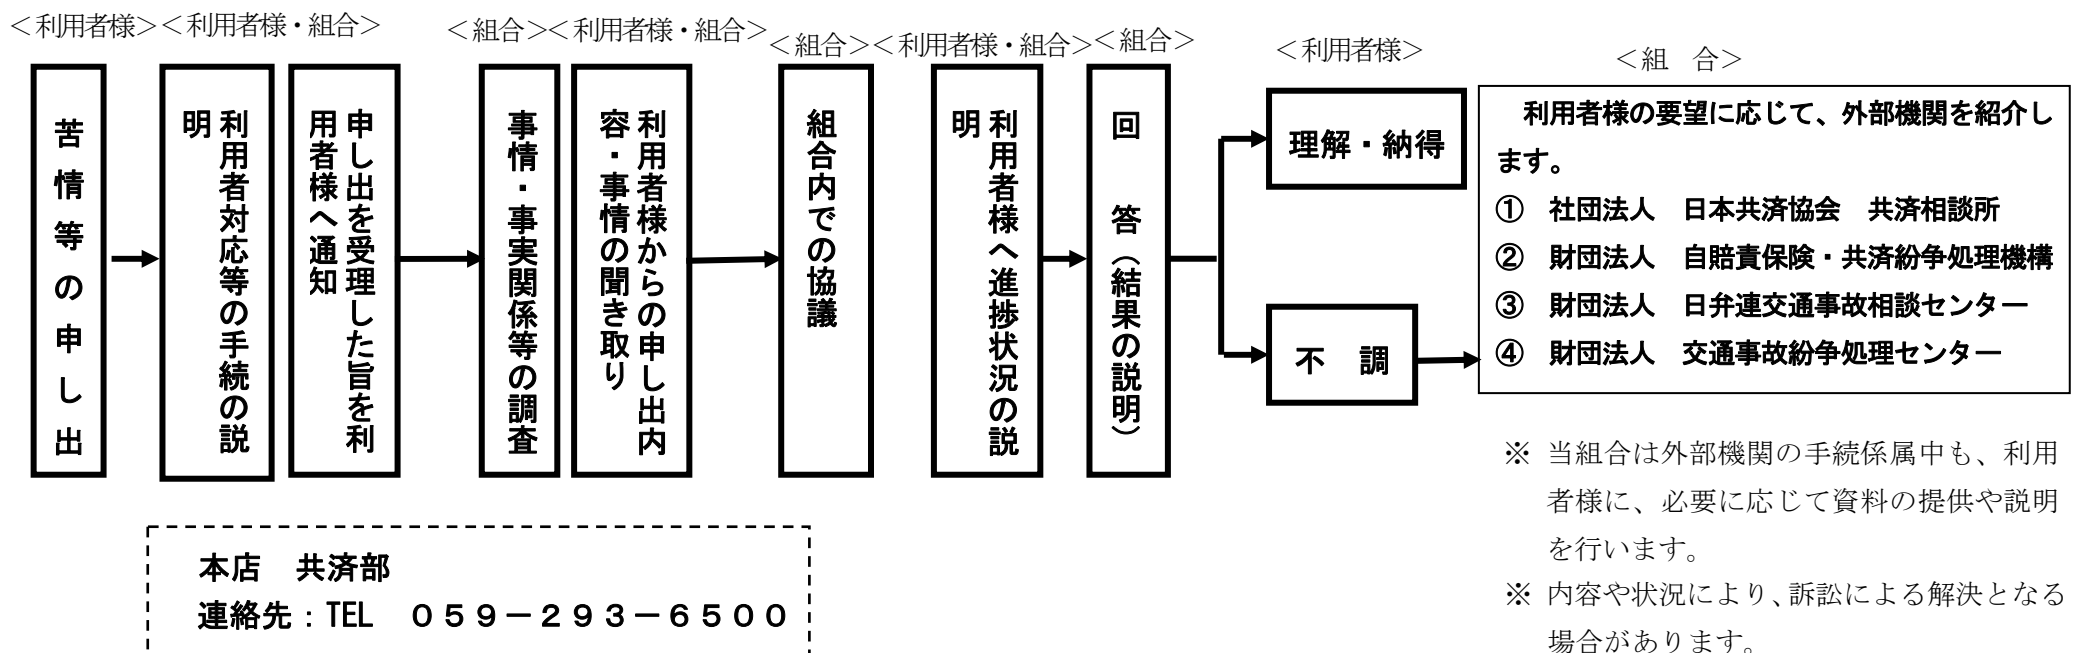 ＜利用者様＞＜利用者様・組合＞
＜組合＞＜利用者様・組合＞
＜組合＞＜利用者様・組合＞＜組合＞
＜利用者様＞
＜組　合＞
苦情等の申し出
利用者対応等の手続の説
明
申し出を受理した旨を利
用者様へ通知
事情・事実関係等の調査
利用者様からの申し出内
容・事情の聞き取り
組合内での協議
利用者様へ進捗状況の説
明
回　答（結果の説明）
理解・納得
不　調
利用者様の要望に応じて、外部機関を紹介し
ます。
①　社団法人　日本共済協会　共済相談所
②　財団法人　自賠責保険・共済紛争処理機構
③　財団法人　日弁連交通事故相談センター
④　財団法人　交通事故紛争処理センター
※ 当組合は外部機関の手続係属中も、利用
者様に、必要に応じて資料の提供や説明
を行います。
※ 内容や状況により、訴訟による解決となる
場合があります。
本店　共済部
連絡先：TEL　０５９－２９３－６５００